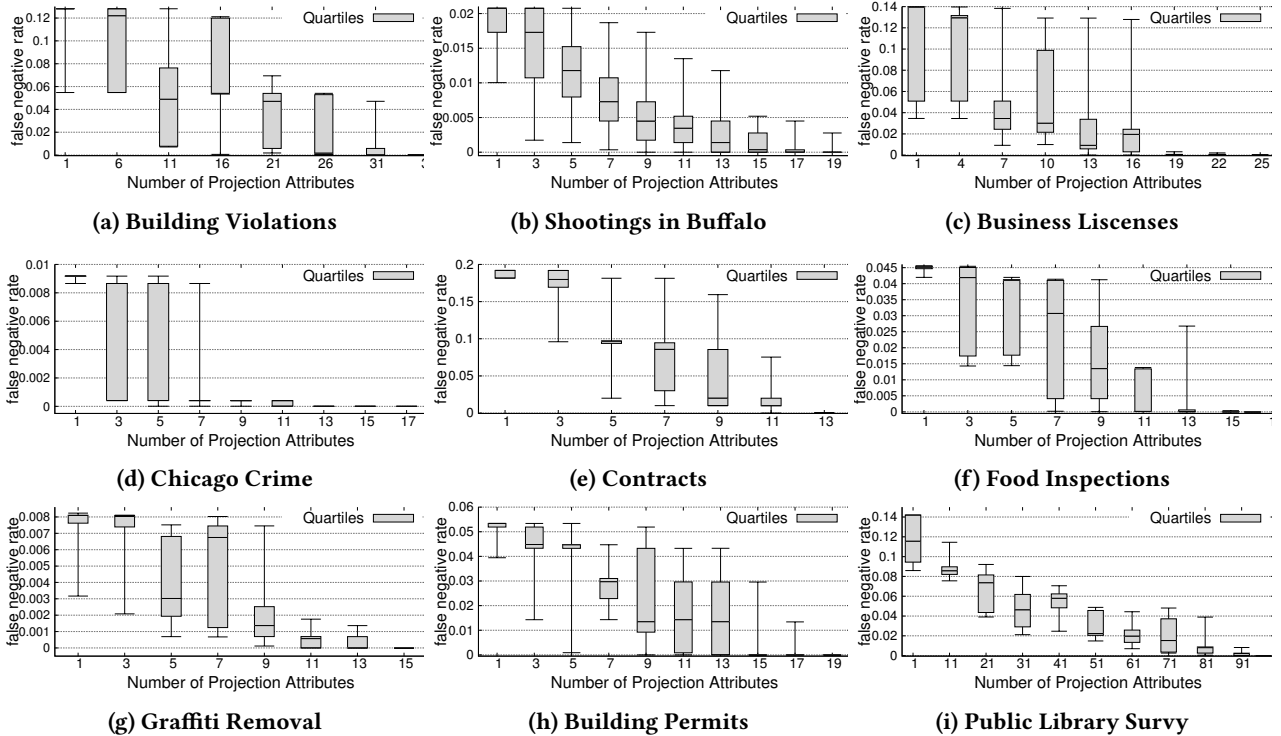 false negative rate
0.12
0.1
0.08
0.06
0.04
0.02
0
Quartiles
1 6 11 16 21 26 31
Number of Projection Attributes
(a) Building Violations
false negative rate
0.02
0.015
0.01
0.005
0
Quartiles
1 3 5 7 9 11 13 15 17 19
Number of Projection Attributes
(b) Shootings in Buffalo
false negative rate
0.14
0.12
0.1
0.08
0.06
0.04
0.02
0
Quartiles
1 4 7 10 13 16 19 22 25
Number of Projection Attributes
(c) Business Liscenses
false negative rate
0.01
0.008
0.006
0.004
0.002
0
Quartiles
1 3 5 7 9 11 13 15 17
Number of Projection Attributes
(d) Chicago Crime
false negative rate
0.2
0.15
0.1
0.05
0
Quartiles
1 3 5 7 9 11 13
Number of Projection Attributes
(e) Contracts
false negative rate
0.045
0.04
0.035
0.03
0.025
0.02
0.015
0.01
0.005
0
Quartiles
1 3 5 7 9 11 13 15
Number of Projection Attributes
(f) Food Inspections
false negative rate
0.008
0.007
0.006
0.005
0.004
0.003
0.002
0.001
0
Quartiles
1 3 5 7 9 11 13 15
Number of Projection Attributes
(g) Graffiti Removal
false negative rate
0.06
0.05
0.04
0.03
0.02
0.01
0
Quartiles
1 3 5 7 9 11 13 15 17 19
Number of Projection Attributes
(h) Building Permits
false negative rate
0.14
0.12
0.1
0.08
0.06
0.04
0.02
0
Quartiles
1 11 21 31 41 51 61 71 81 91
Number of Projection Attributes
(i) Public Library Survy